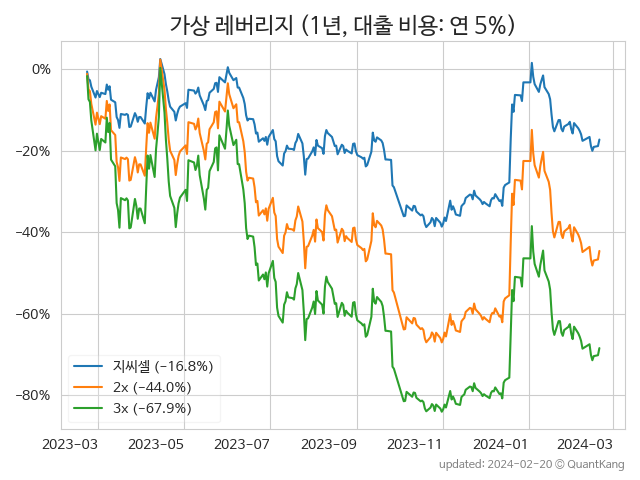 가상 레버리지 (1년, 대출 비용: 연 5%)
0%
−20%
−40%
−60%
−80%
지씨셀 (−16.8%)
2x (−44.0%)
3x (−67.9%)
2023-03 2023-05 2023-07 2023-09 2023-11 2024-01 2024-03
updated: 2024-02-20 © QuantKang